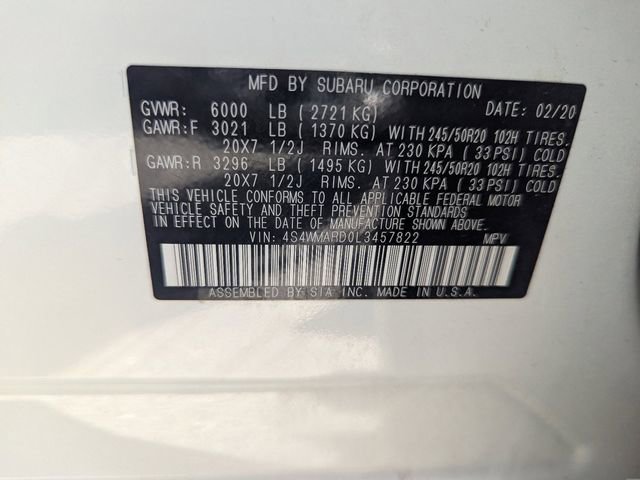 MFD BY SUBARU CORPORATION
GVWR: 6000 LB ( 2721 KG) DATE: 02/20
GAWR:F 3021 LB ( 1370 KG) WITH 245/50R20 102H TIRES.
20X7 1/2J RIMS. AT 230 KPA ( 33 PSI) COLD
GAWR:R 3296 LB ( 1495 KG) WITH 245/50R20 102H TIRES.
20X7 1/2J RIMS. AT 230 KPA ( 33 PSI) COLD
THIS VEHICLE CONFORMS TO ALL APPLICABLE FEDERAL MOTOR
VEHICLE SAFETY AND THEFT PREVENTION STANDARDS
IN EFFECT ON THE DATE OF MANUFACTURE SHOWN ABOVE.
VIN: 4S4WMARD0L3457822 MPV
ASSEMBLED BY SIA INC. MADE IN U.S.A.